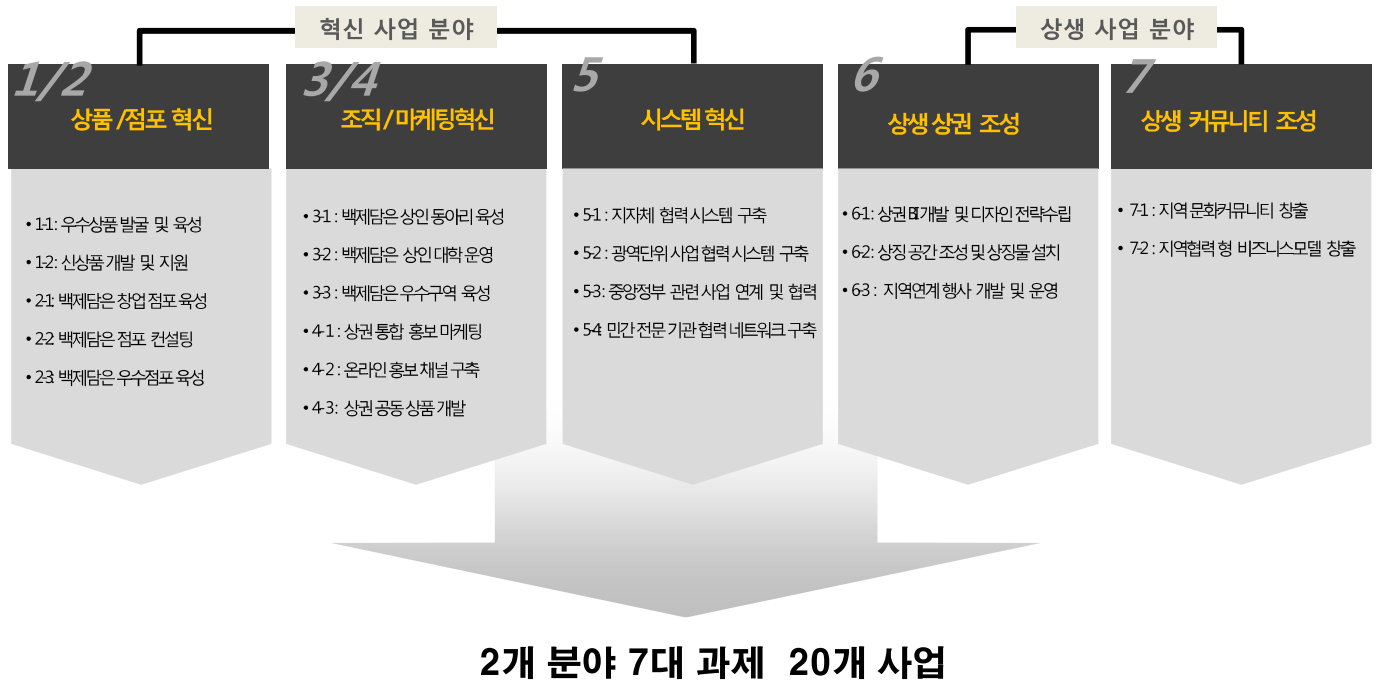 혁신 사업 분야
상생 사업 분야
1/2
상품 /점포 혁신
• 1-1 : 우수상품 발굴 및 육성
• 1-2 : 신상품 개발 및 지원
• 2-1 : 백제담은 창업 점포 육성
• 2-2 : 백제담은 점포 컨설팅
• 2-3 : 백제담은 우수점포 육성
3/4
조직 / 마케팅혁신
• 3-1 : 백제담은 상인 동아리 육성
• 3-2 : 백제담은 상인 대학 운영
• 3-3 : 백제담은 우수구역 육성
• 4-1 : 상권 통합 홍보 마케팅
• 4-2 : 온라인 홍보 채널 구축
• 4-3 : 상권 공동 상품 개발
5
시스템 혁신
• 5-1 : 지자체 협력 시스템 구축
• 5-2 : 광역단위 사업 협력 시스템 구축
• 5-3 : 중앙정부 관련 사업 연계 및 협력
• 5-4 : 민간 전문 기관 협력 네트워크 구축
6
상생 상권 조성
• 6-1 : 상권 BI개발 및 디자인 전략수립
• 6-2 : 상징 공간 조성 및 상징물 설치
• 6-3 : 지역연계 행사 개발 및 운영
7
상생 커뮤니티 조성
• 7-1 : 지역 문화커뮤니티 창출
• 7-2 : 지역협력 형 비즈니스모델 창출
2개 분야 7대 과제 20개 사업